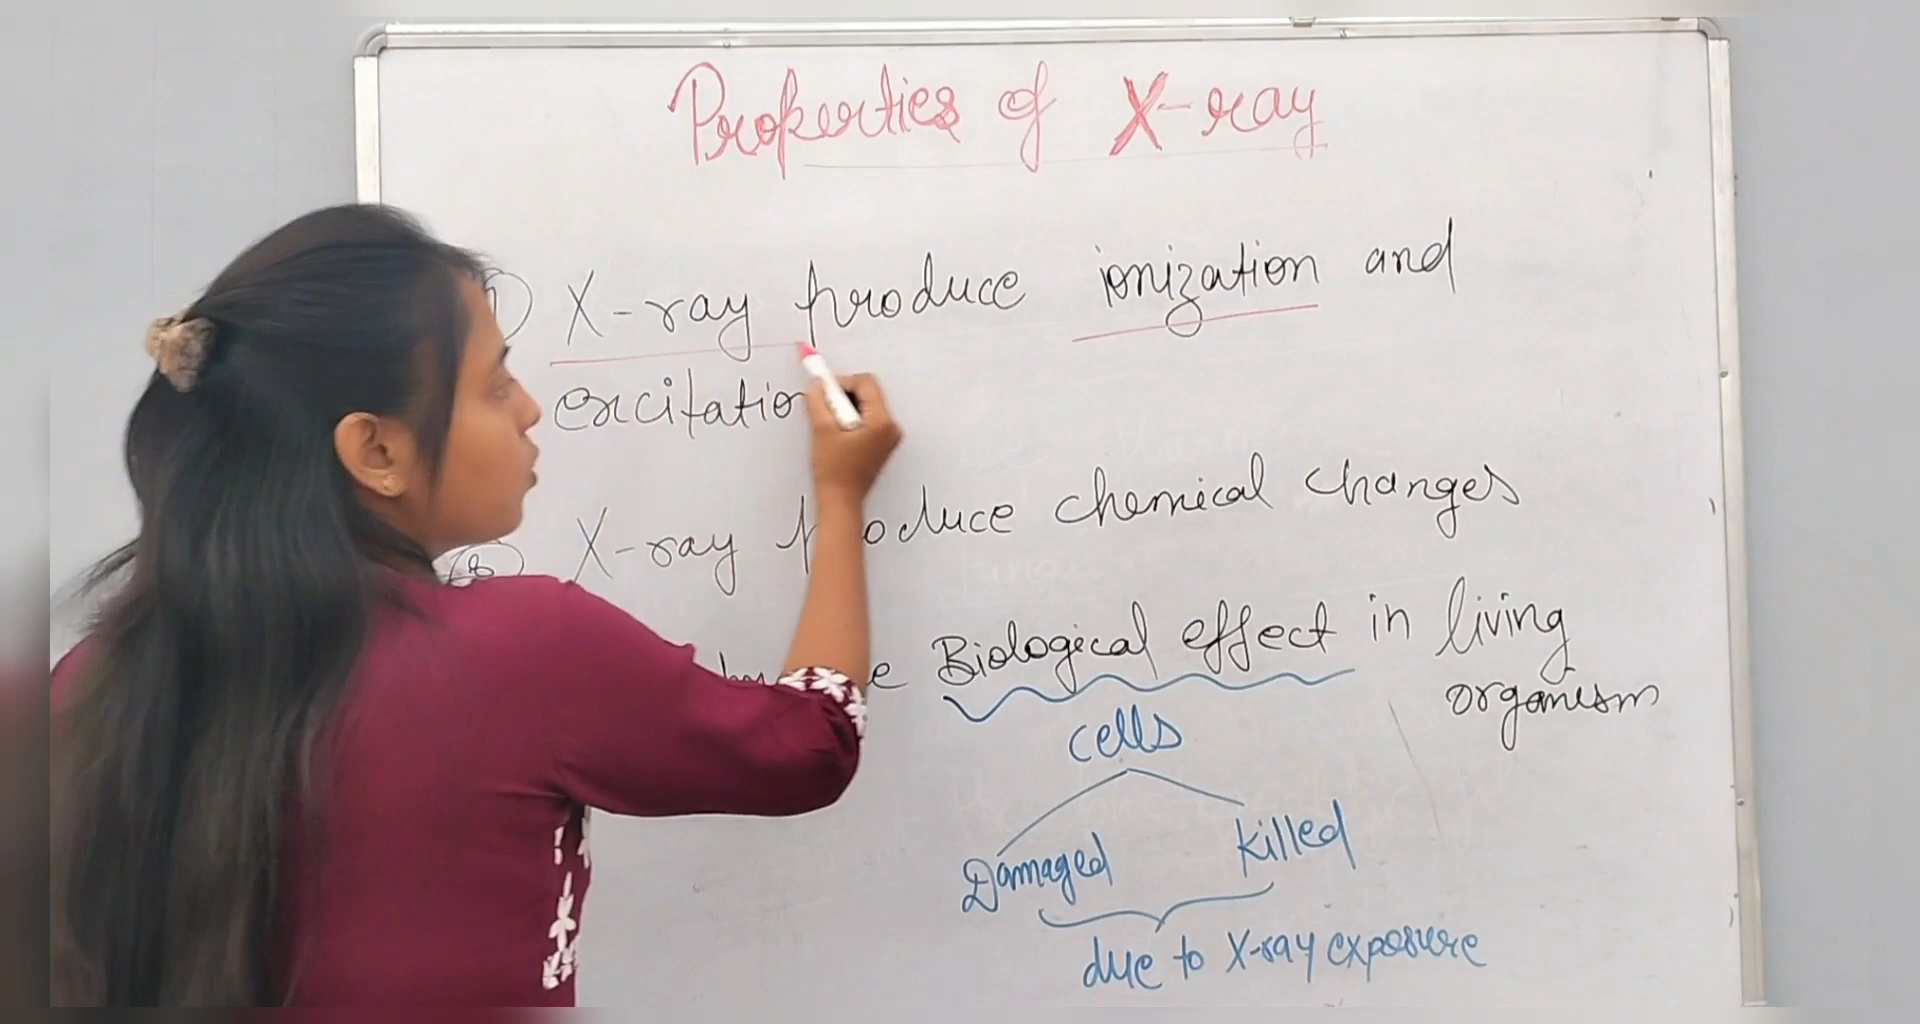 Properties of X-ray
X-ray produce ionization and
excitation
8 X-ray produce chemical changes
Biological effect in living
organism
cells
Damaged killed
due to X-ray exposure